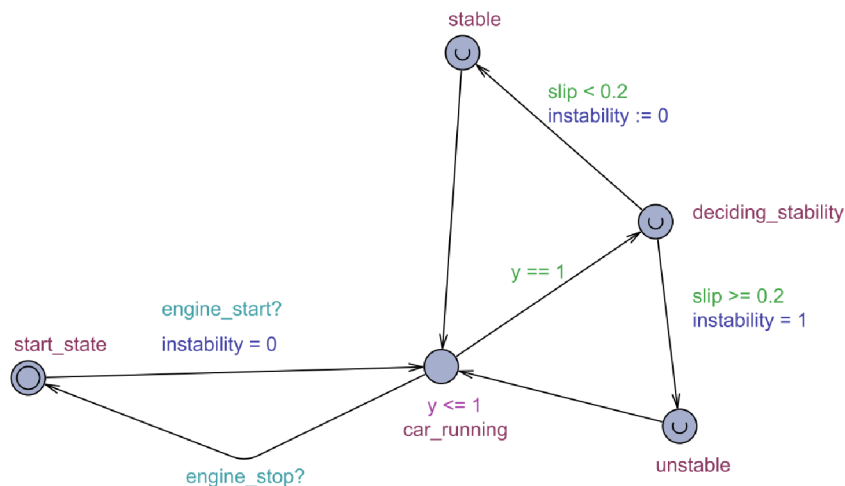 stable
slip < 0.2
instability := 0
deciding_stability
y == 1
slip >= 0.2
instability = 1
engine_start?
instability = 0
start_state
y <= 1
car_running
engine_stop?
unstable